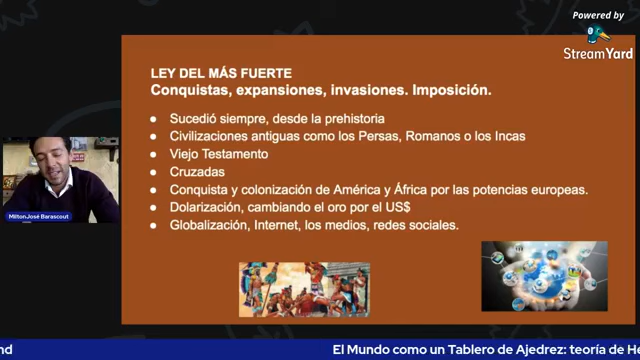 Powered by
StreamYard
LEY DEL MÁS FUERTE
Conquistas, expansiones, invasiones. Imposición.
● Sucedió siempre, desde la prehistoria
● Civilizaciones antiguas como los Persas, Romanos o los Incas
● Viejo Testamento
● Cruzadas
● Conquista y colonización de América y África por las potencias europeas.
● Dolarización, cambiando el oro por el US$
● Globalización, Internet, los medios, redes sociales.
MiltonJosé Barascout
nd
El Mundo como un Tablero de Ajedrez: teoría de He